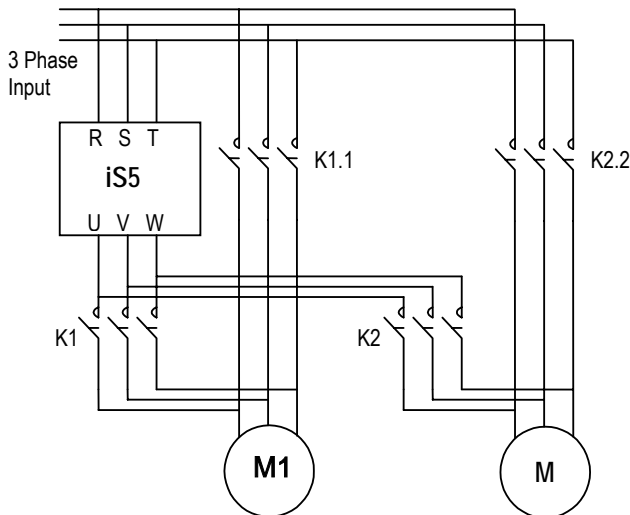 3 Phase
Input
R S T
iS5
U V W
K1.1
K2.2
K1
K2
M1
M